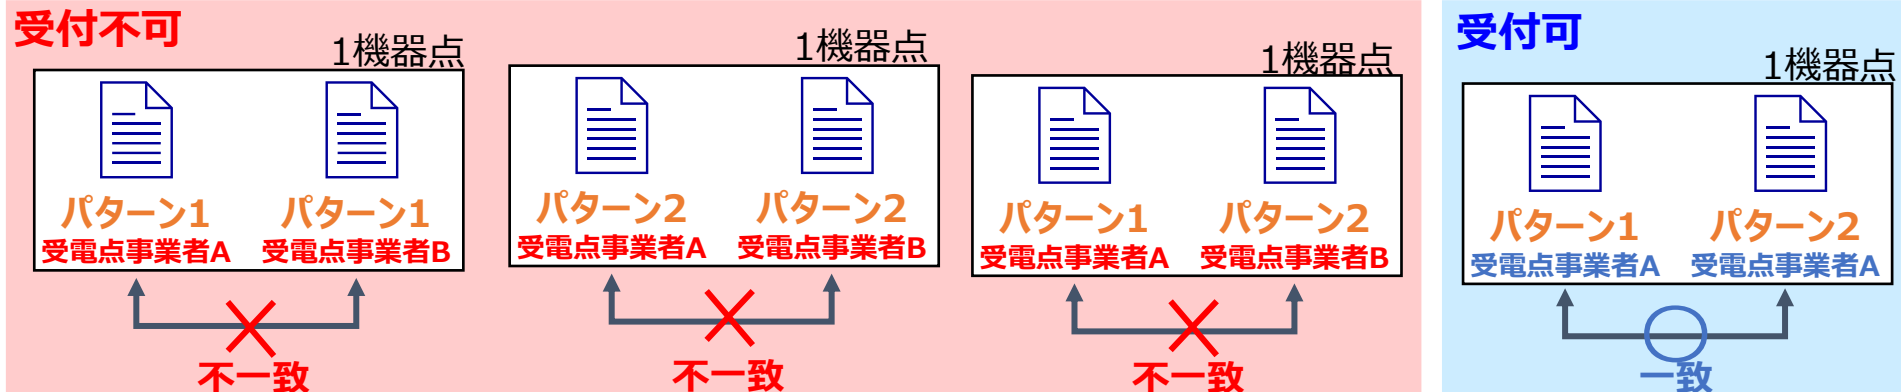 受付不可
1機器点
パターン1 パターン1
受電点事業者A 受電点事業者B
不一致
1機器点
パターン2 パターン2
受電点事業者A 受電点事業者B
不一致
1機器点
パターン1 パターン2
受電点事業者A 受電点事業者B
不一致
受付可
1機器点
パターン1 パターン2
受電点事業者A 受電点事業者A
一致